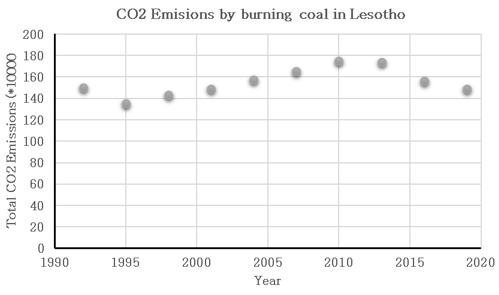 CO2 Emisions by burning coal in Lesotho
Total CO2 Emissions (*10000
200
180
160
140
120
100
80
60
40
20
0
1990 1995 2000 2005 2010 2015 2020
Year